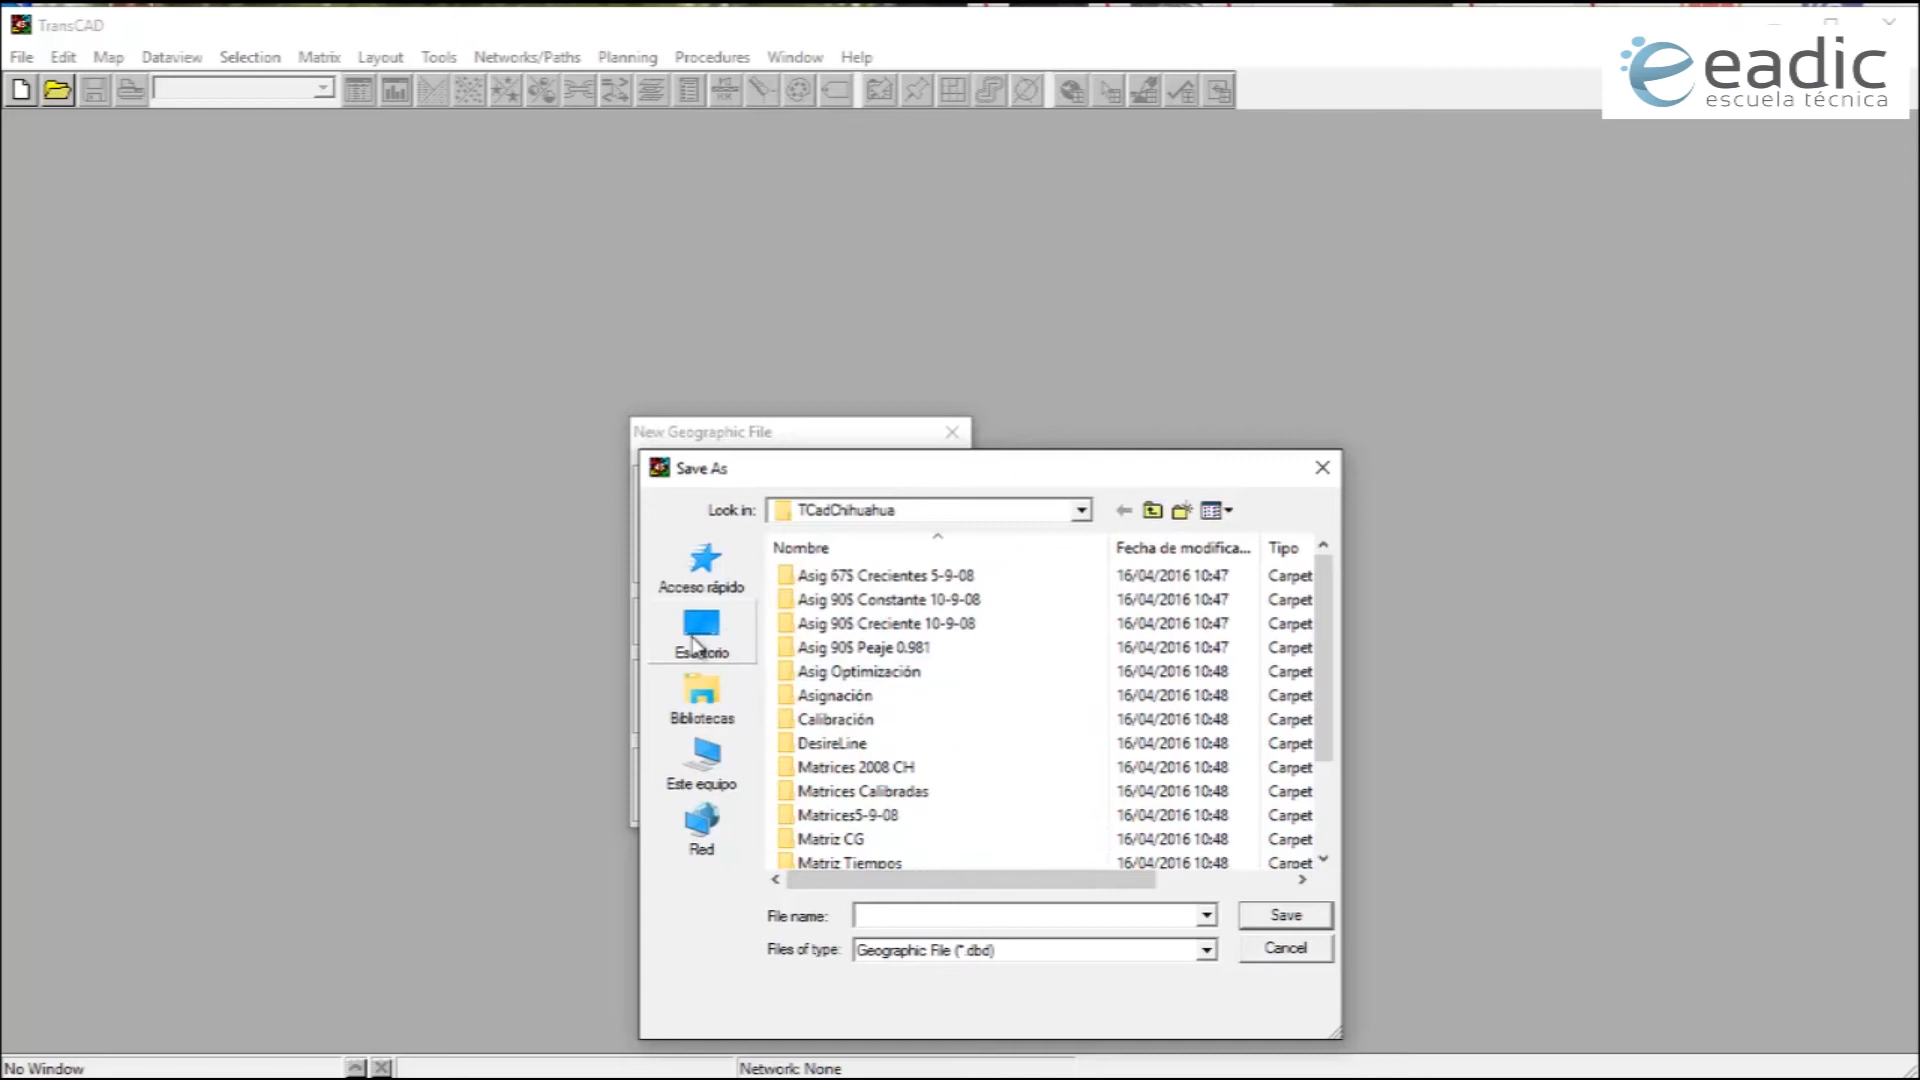 TransCAD
File Edit Map Dataview Selection Matrix Layout Tools Networks/Paths Planning Procedures Window Help
eadic
escuela técnica
New Geographic File
Save As
Look in: TCadChihuahua
Nombre Fecha de modifica... Tipo
Acceso rápido
Bibliotecas
Este equipo
Red
Asig 67$ Crecientes 5-9-08 16/04/2016 10:47 Carpet
Asig 90$ Constante 10-9-08 16/04/2016 10:47 Carpet
Asig 90$ Creciente 10-9-08 16/04/2016 10:47 Carpet
Asig 90$ Peaje 0.981 16/04/2016 10:47 Carpet
Asig Optimización 16/04/2016 10:48 Carpet
Asignación 16/04/2016 10:48 Carpet
Calibración 16/04/2016 10:48 Carpet
DesireLine 16/04/2016 10:48 Carpet
Matrices 2008 CH 16/04/2016 10:48 Carpet
Matrices Calibradas 16/04/2016 10:48 Carpet
Matrices5-9-08 16/04/2016 10:48 Carpet
Matriz CG 16/04/2016 10:48 Carpet
Matriz Tiempos 16/04/2016 10:48 Carpet
File name: Save
Files of type: Geographic File (*.dbd) Cancel
No Window Network: None